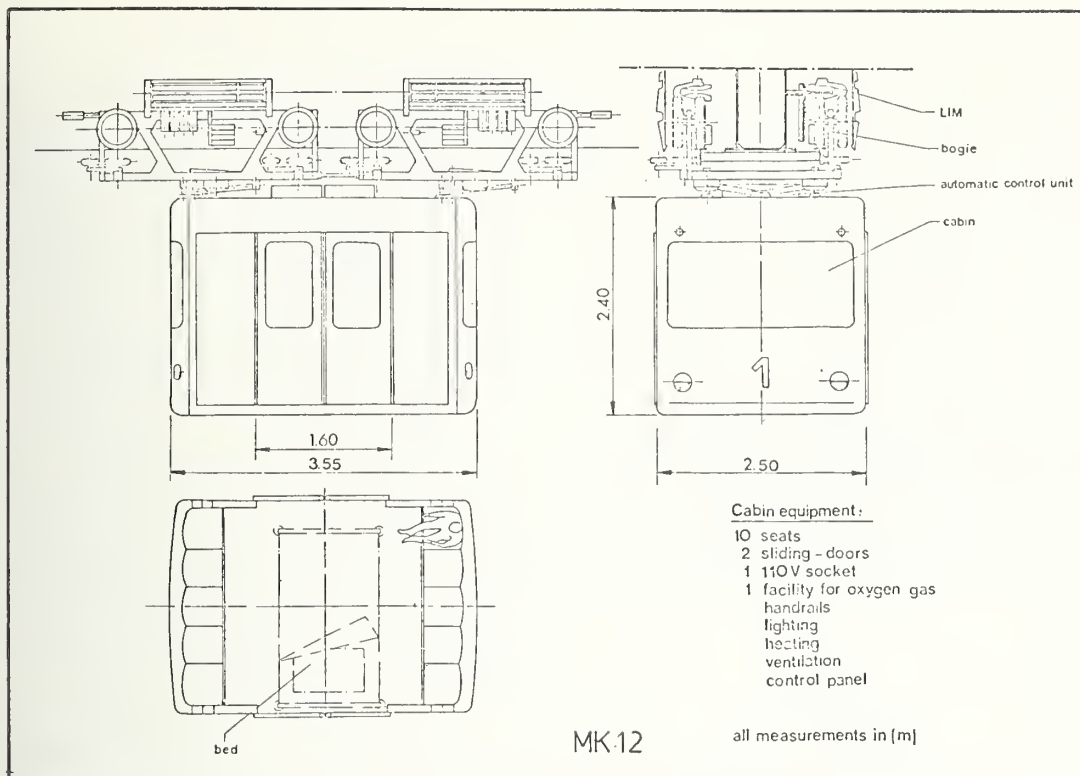 LIM
bogie
automatic control unit
cabin
2.40
1
1.60
3.55
2.50
Cabin equipment:
10 seats
2 sliding-doors
1 110V socket
1 facility for oxygen gas
handrails
lighting
heating
ventilation
control panel
bed
MK.12
all measurements in [m]